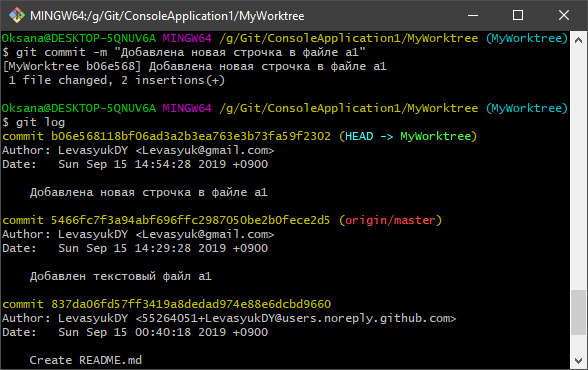 MINGW64:/g/Git/ConsoleApplication1/MyWorktree
Oksana@DESKTOP-5QNUV6A MINGW64 /g/Git/ConsoleApplication1/MyWorktree (MyWorktree)
$ git commit -m "Добавлена новая строчка в файле a1"
[MyWorktree b06e568] Добавлена новая строчка в файле a1
1 file changed, 2 insertions(+)
Oksana@DESKTOP-5QNUV6A MINGW64 /g/Git/ConsoleApplication1/MyWorktree (MyWorktree)
$ git log
commit b06e568118bf06ad3a2b3ea763e3b73fa59f2302 (HEAD -> MyWorktree)
Author: LevasyukDY <Levasyuk@gmail.com>
Date:   Sun Sep 15 14:54:28 2019 +0900
Добавлена новая строчка в файле a1
commit 5466fc7f3a94abf696ffc2987050be2b0fece2d5 (origin/master)
Author: LevasyukDY <Levasyuk@gmail.com>
Date:   Sun Sep 15 14:29:28 2019 +0900
Добавлен текстовый файл a1
commit 837da06fd57ff3419a8dedad974e88e6dcbd9660
Author: LevasyukDY <55264051+LevasyukDY@users.noreply.github.com>
Date:   Sun Sep 15 00:40:18 2019 +0900
Create README.md